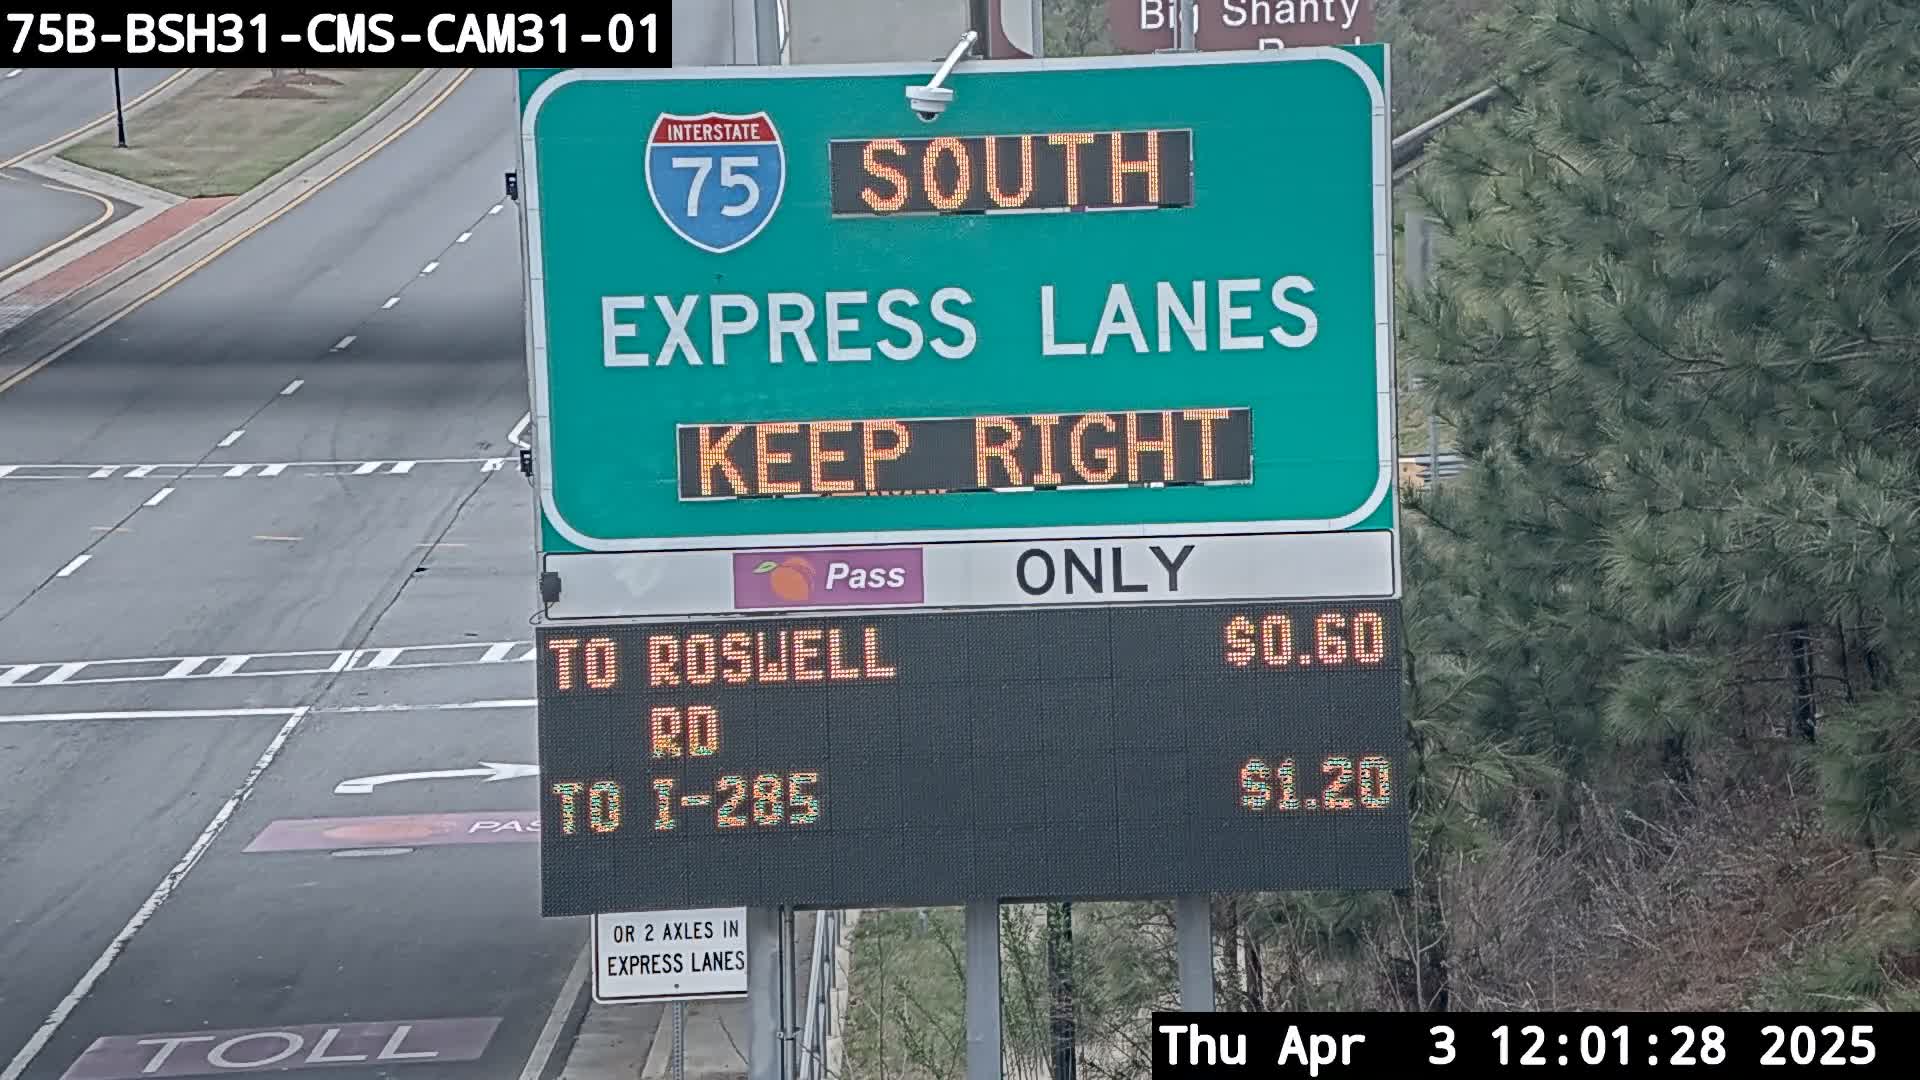 75B-BSH31-CMS-CAM31-01
Big Shanty
INTERSTATE
75
SOUTH
EXPRESS LANES
KEEP RIGHT
Pass ONLY
TO ROSWELL $0.60
RD
TO I-285 $1.20
OR 2 AXLES IN
EXPRESS LANES
TOLL
Thu Apr 3 12:01:28 2025